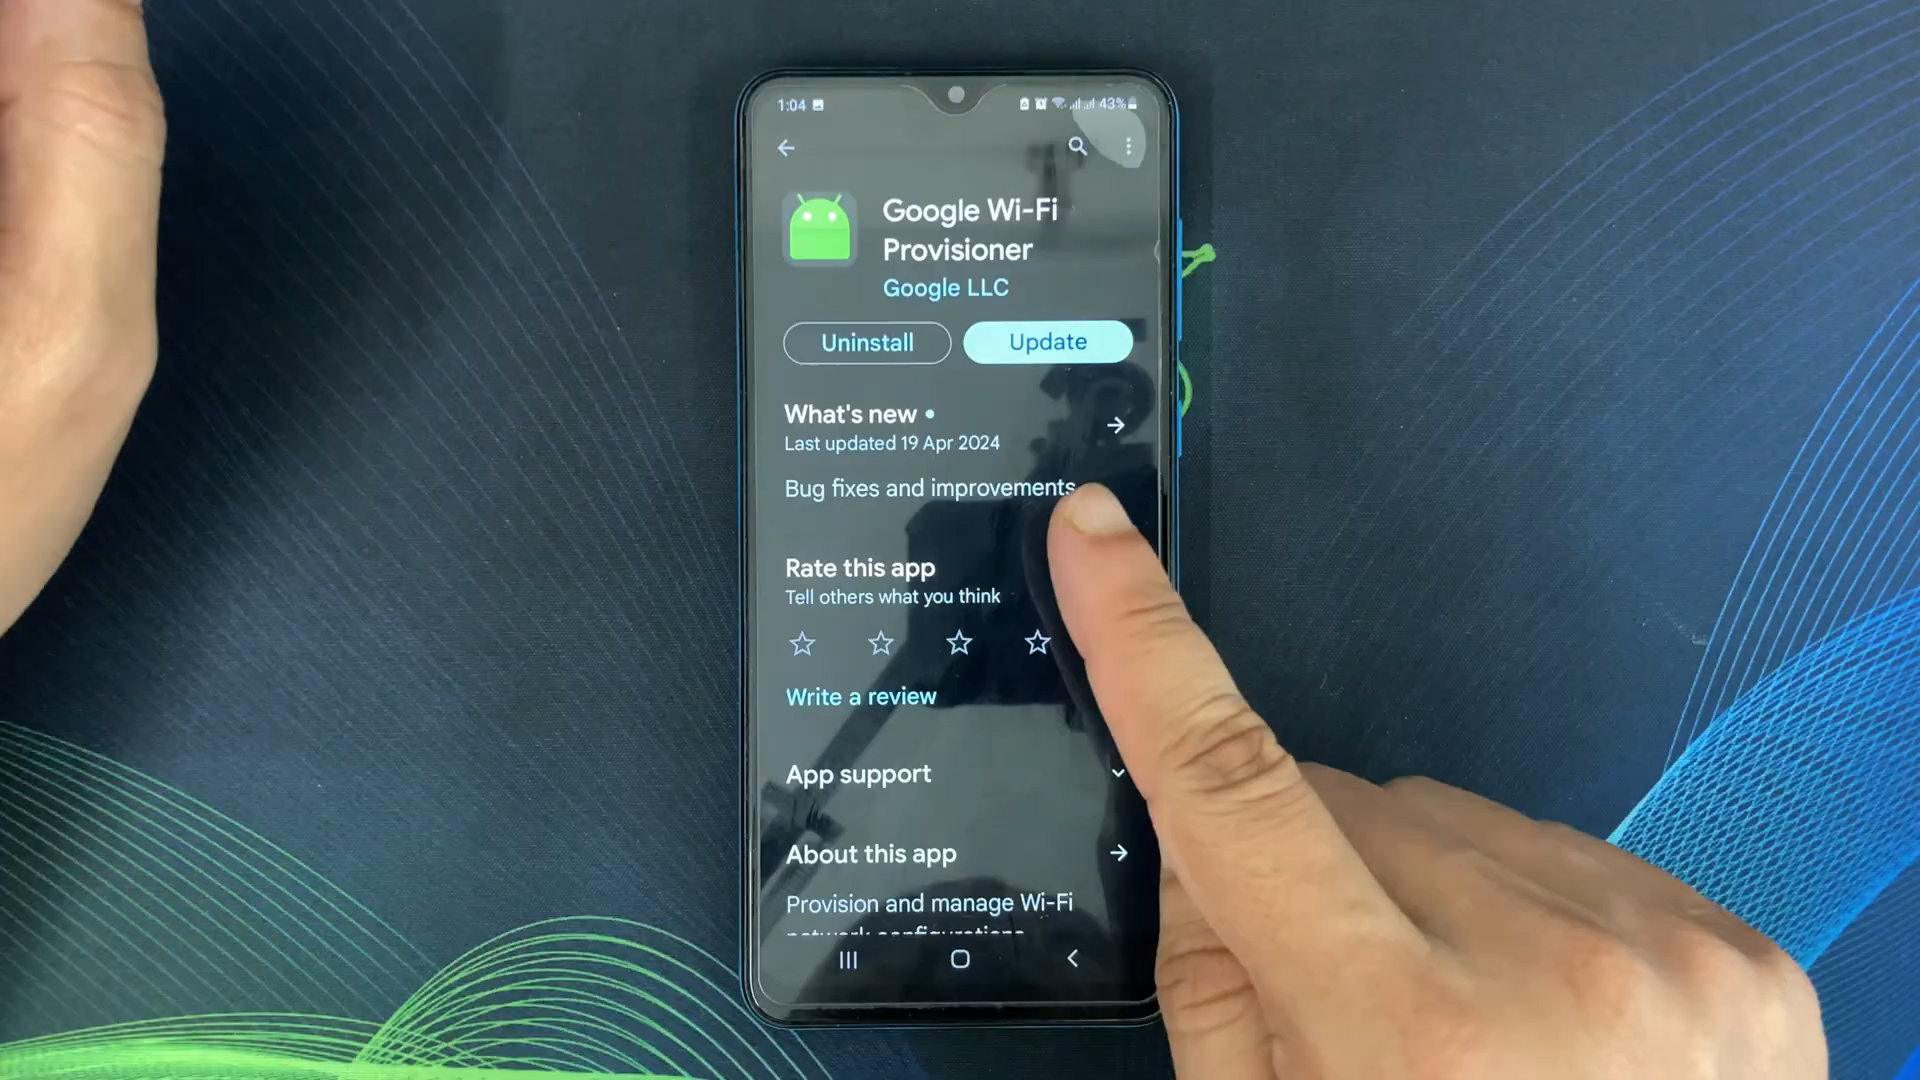 1:04
43%
Google Wi-Fi
Provisioner
Google LLC
Uninstall
Update
What's new
Last updated 19 Apr 2024
Bug fixes and improvements
Rate this app
Tell others what you think
Write a review
App support
About this app
Provision and manage Wi-Fi
network configurations